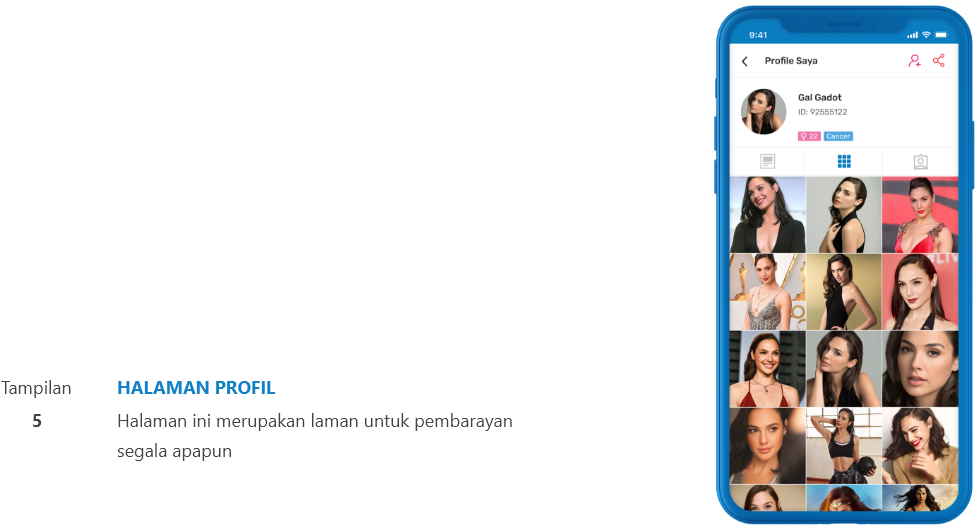 9:41
Profile Saya
Gal Gadot
ID: 92555122
22 Cancer
Tampilan
5
HALAMAN PROFIL
Halaman ini merupakan laman untuk pembarayan
segala apapun